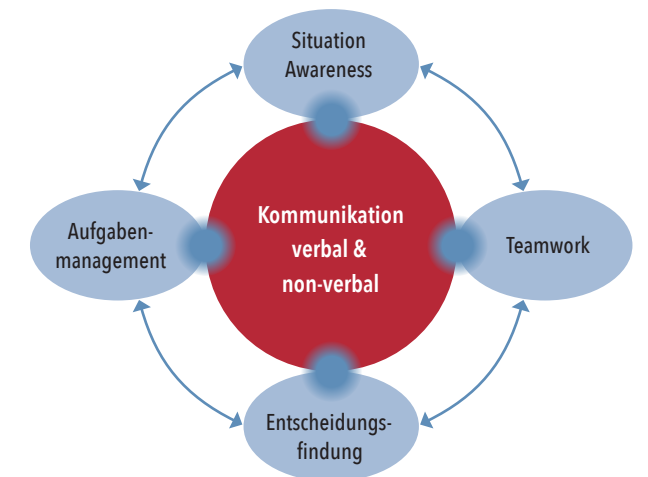 Situation
Awareness
Kommunikation
verbal &
non-verbal
Aufgaben-
management
Teamwork
Entscheidungs-
findung